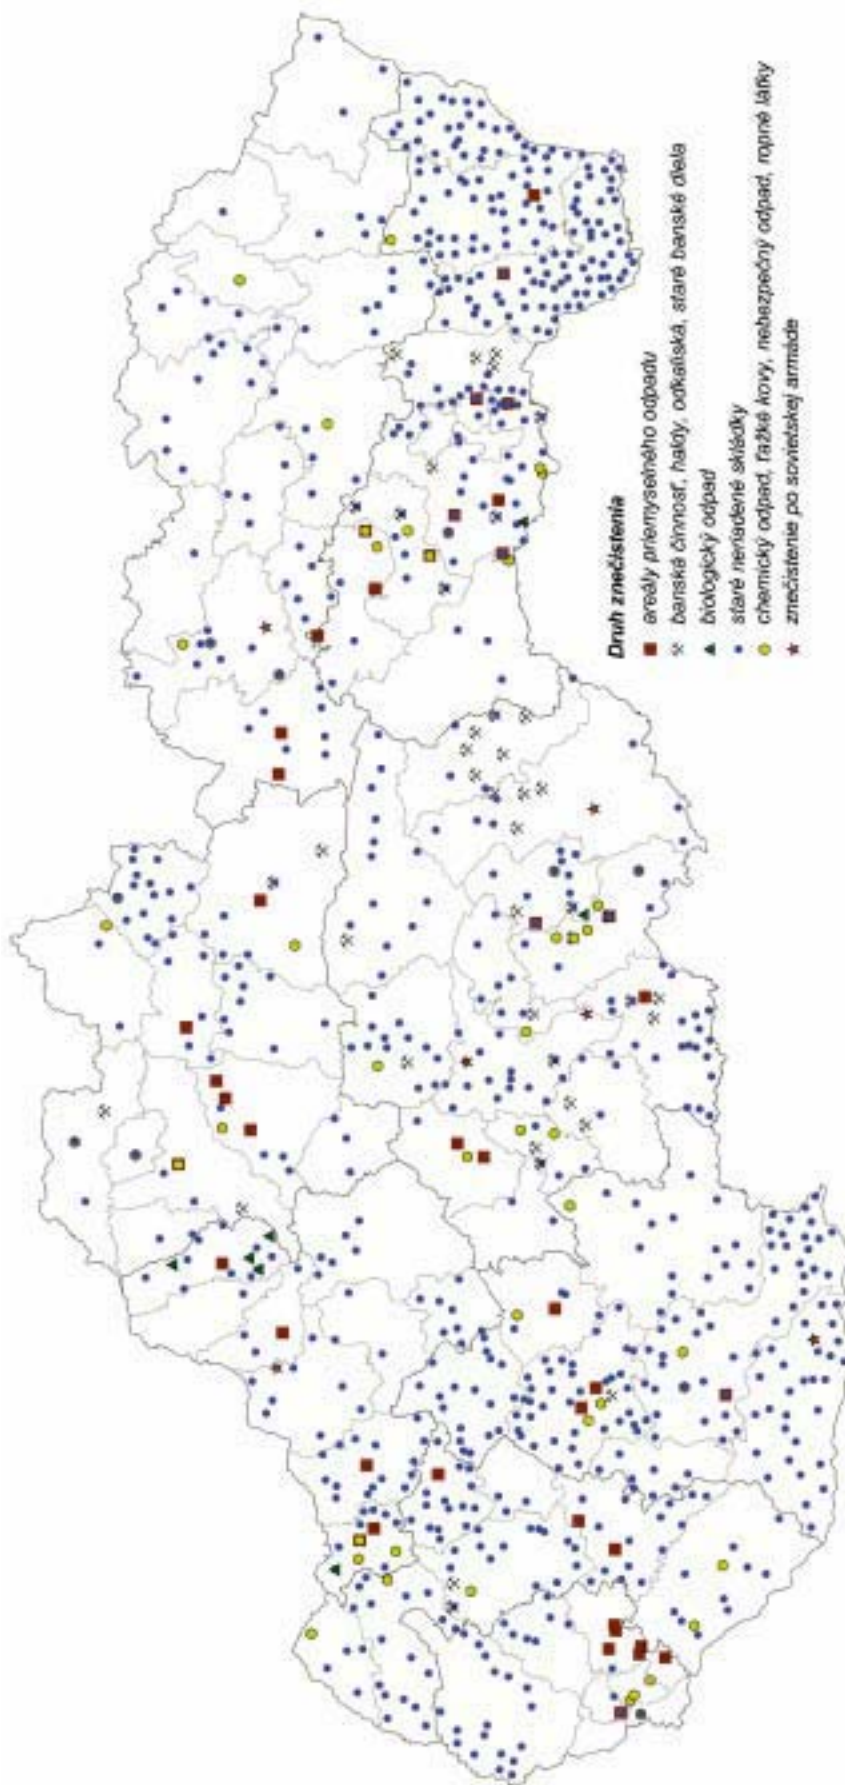 Druh znečistenia
areály priemyselného odpadu
banská činnosť, haldy, odkaliská, staré banské diela
biologický odpad
staré neriadené skládky
chemický odpad, ťažké kovy, nebezpečný odpad, ropné látky
znečistenie po sovietskej armáde